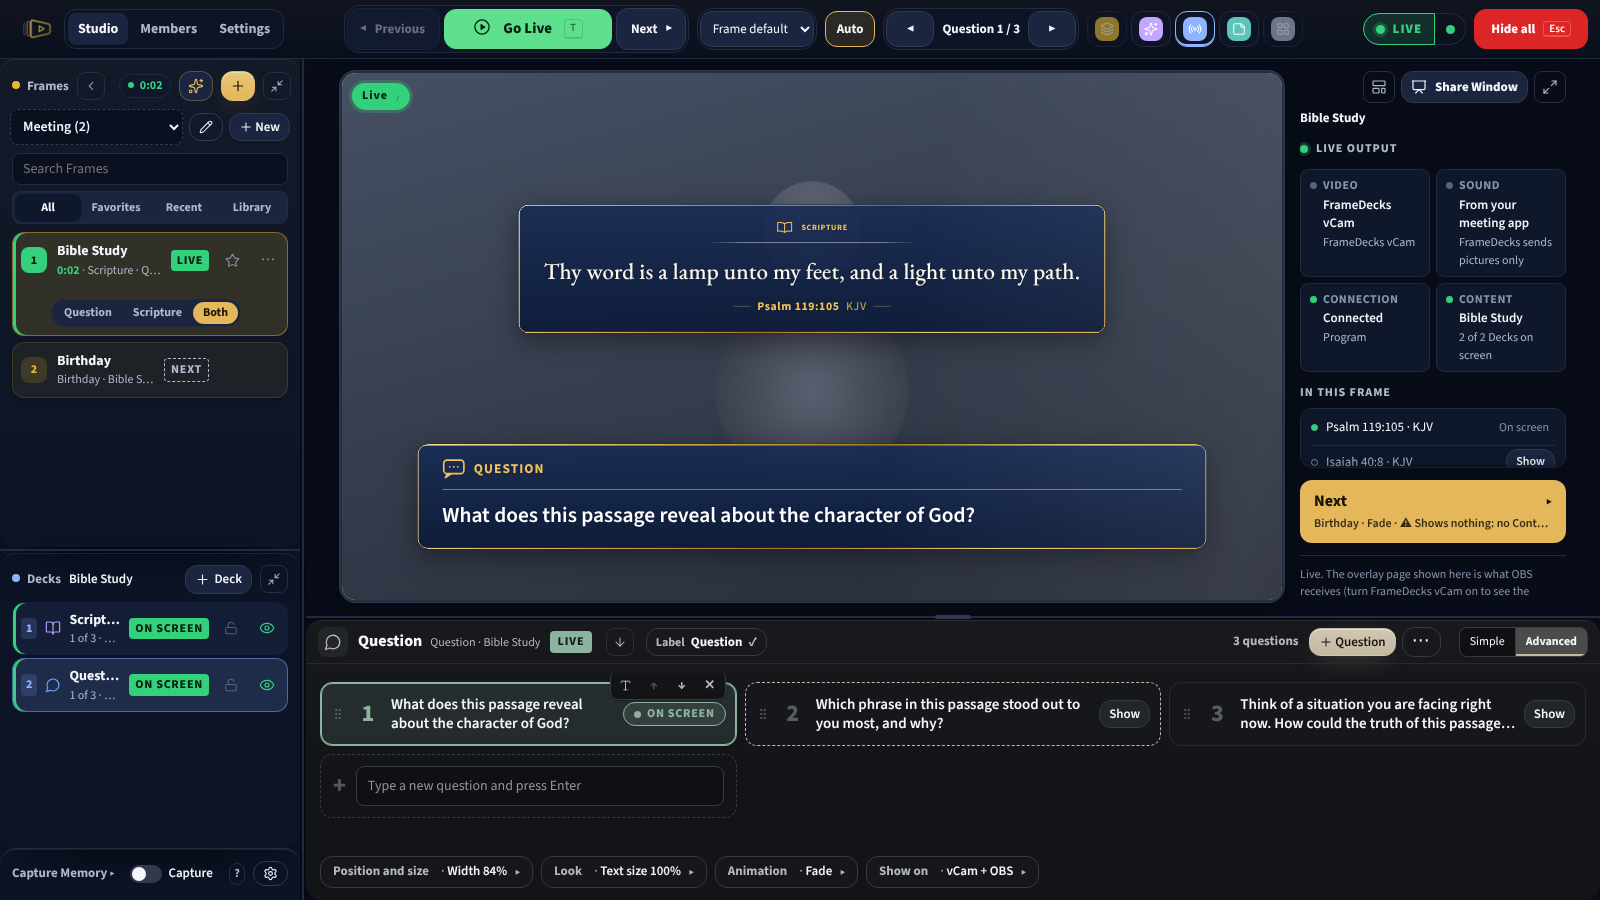 Studio
Members
Settings
Previous
Go Live
T
Next
Frame default
Auto
Question 1 / 3
LIVE
Hide all
Esc
Frames
0:02
Meeting (2)
New
Search Frames
All
Favorites
Recent
Library
1
Bible Study
0:02 · Scripture · Q...
LIVE
Question
Scripture
Both
2
Birthday
Birthday · Bible S...
NEXT
Decks
Bible Study
Deck
1
Script...
1 of 3 · ...
ON SCREEN
2
Quest...
1 of 3 · ...
ON SCREEN
Capture Memory
Capture
?
Live
SCRIPTURE
Thy word is a lamp unto my feet, and a light unto my path.
Psalm 119:105 KJV
QUESTION
What does this passage reveal about the character of God?
Share Window
Bible Study
LIVE OUTPUT
VIDEO
FrameDecks
vCam
FrameDecks vCam
SOUND
From your
meeting app
FrameDecks sends
pictures only
CONNECTION
Connected
Program
CONTENT
Bible Study
2 of 2 Decks on
screen
IN THIS FRAME
Psalm 119:105 · KJV
On screen
Isaiah 40:8 · KJV
Show
Next
Birthday · Fade · ⚠ Shows nothing: no Cont...
Live. The overlay page shown here is what OBS
receives (turn FrameDecks vCam on to see the
Question
Question · Bible Study
LIVE
Label Question ✓
3 questions
+ Question
...
Simple
Advanced
1
What does this passage reveal
about the character of God?
ON SCREEN
2
Which phrase in this passage stood out to
you most, and why?
Show
3
Think of a situation you are facing right
now. How could the truth of this passage...
Show
Type a new question and press Enter
Position and size · Width 84%
Look · Text size 100%
Animation · Fade
Show on · vCam + OBS